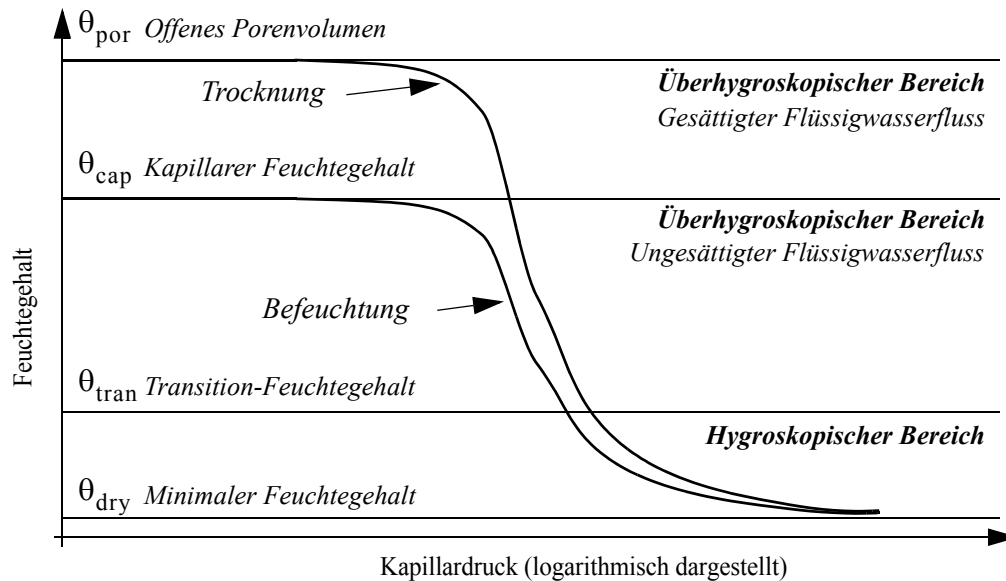 θpor Offenes Porenvolumen
Trocknung
Überhygroskopischer Bereich
Gesättigter Flüssigwasserfluss
θcap Kapillarer Feuchtegehalt
Überhygroskopischer Bereich
Ungesättigter Flüssigwasserfluss
Befeuchtung
Feuchtegehalt
θtran Transition-Feuchtegehalt
Hygroskopischer Bereich
θdry Minimaler Feuchtegehalt
Kapillardruck (logarithmisch dargestellt)